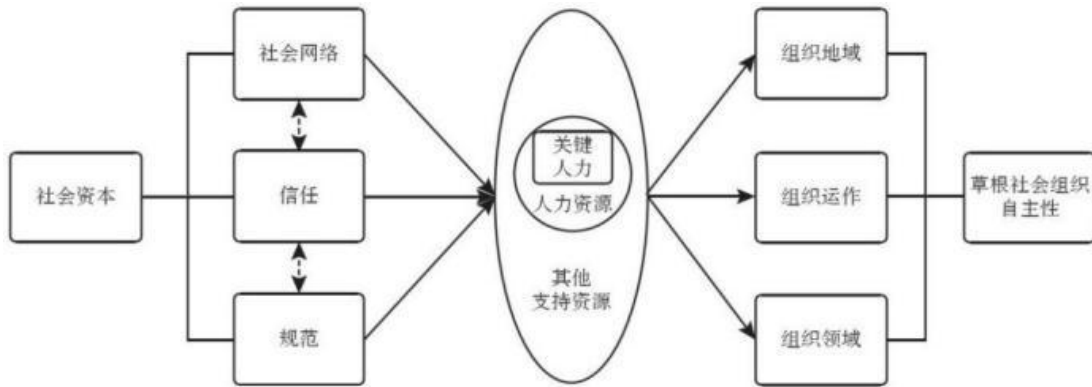 社会网络
组织地域
关键
人力
社会资本
信任
人力资源
组织运作
草根社会组织
自主性
其他
支持资源
规范
组织领域